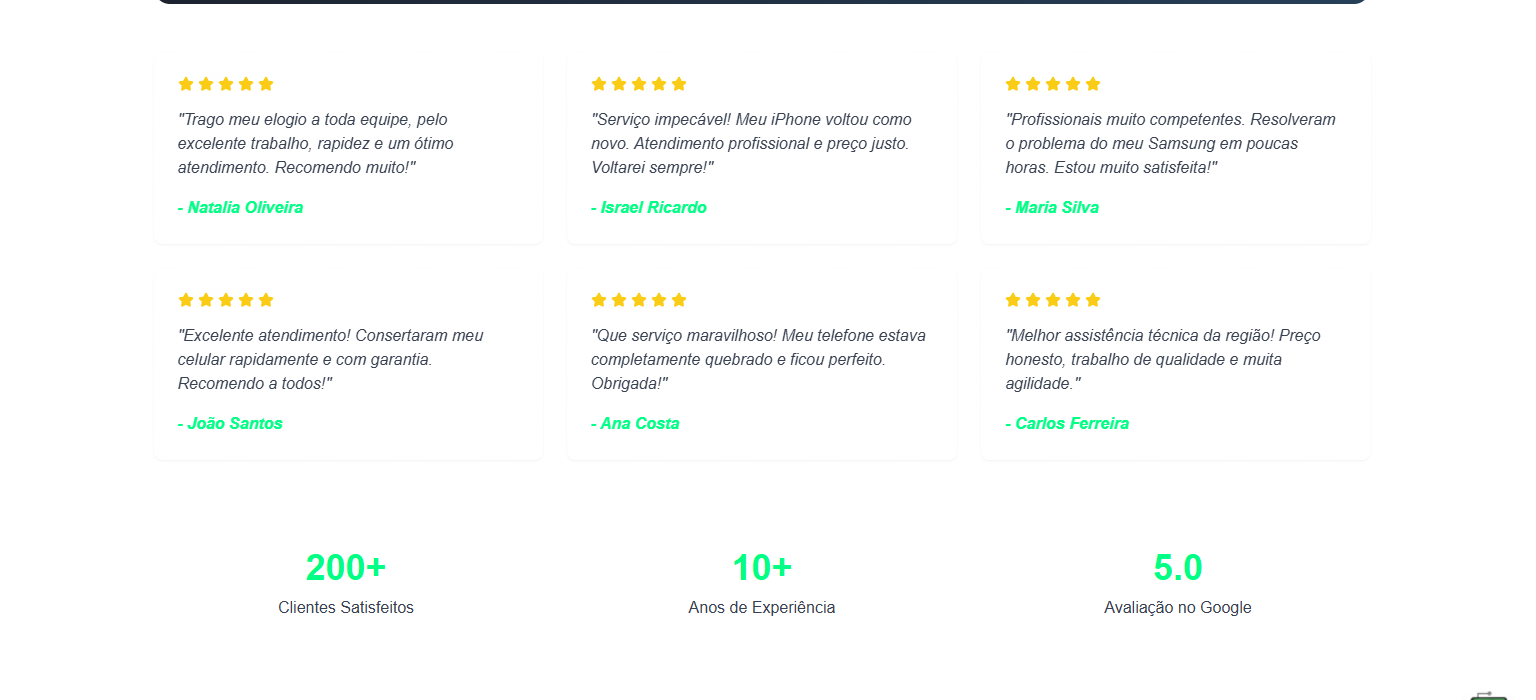 "Trago meu elogio a toda equipe, pelo
excelente trabalho, rapidez e um ótimo
atendimento. Recomendo muito!"
- Natalia Oliveira
"Serviço impecável! Meu iPhone voltou como
novo. Atendimento profissional e preço justo.
Voltarei sempre!"
- Israel Ricardo
"Profissionais muito competentes. Resolveram
o problema do meu Samsung em poucas
horas. Estou muito satisfeita!"
- Maria Silva
"Excelente atendimento! Consertaram meu
celular rapidamente e com garantia.
Recomendo a todos!"
- João Santos
"Que serviço maravilhoso! Meu telefone estava
completamente quebrado e ficou perfeito.
Obrigada!"
- Ana Costa
"Melhor assistência técnica da região! Preço
honesto, trabalho de qualidade e muita
agilidade."
- Carlos Ferreira
200+
Clientes Satisfeitos
10+
Anos de Experiência
5.0
Avaliação no Google